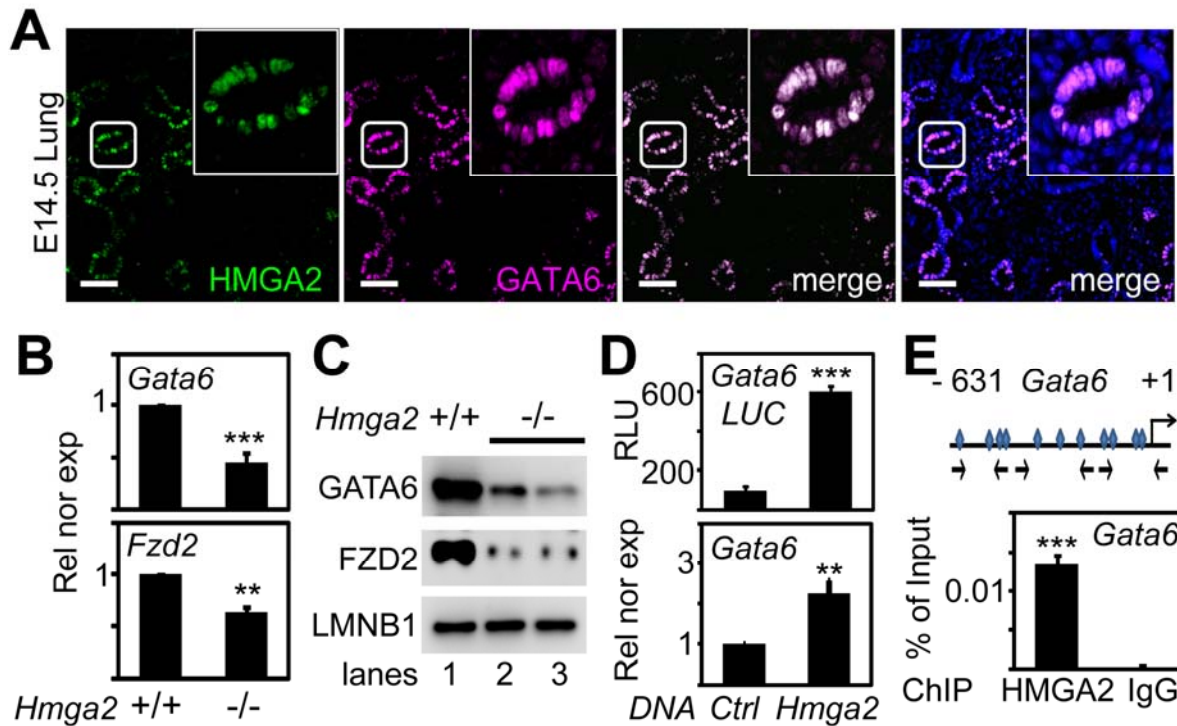 A
E14.5 Lung
HMGA2
GATA6
merge
merge
B
Rel nor exp
1
Gata6
***
1
Fzd2
**
Hmga2 +/+ -/-
C
Hmga2 +/+ -/-
GATA6
FZD2
LMNB1
lanes 1 2 3
D
RLU
600
200
Gata6
LUC
***
Rel nor exp
3
1
Gata6
**
DNA Ctrl Hmga2
E
- 631 Gata6 +1
% of Input
0.01
*** Gata6
ChIP HMGA2 IgG